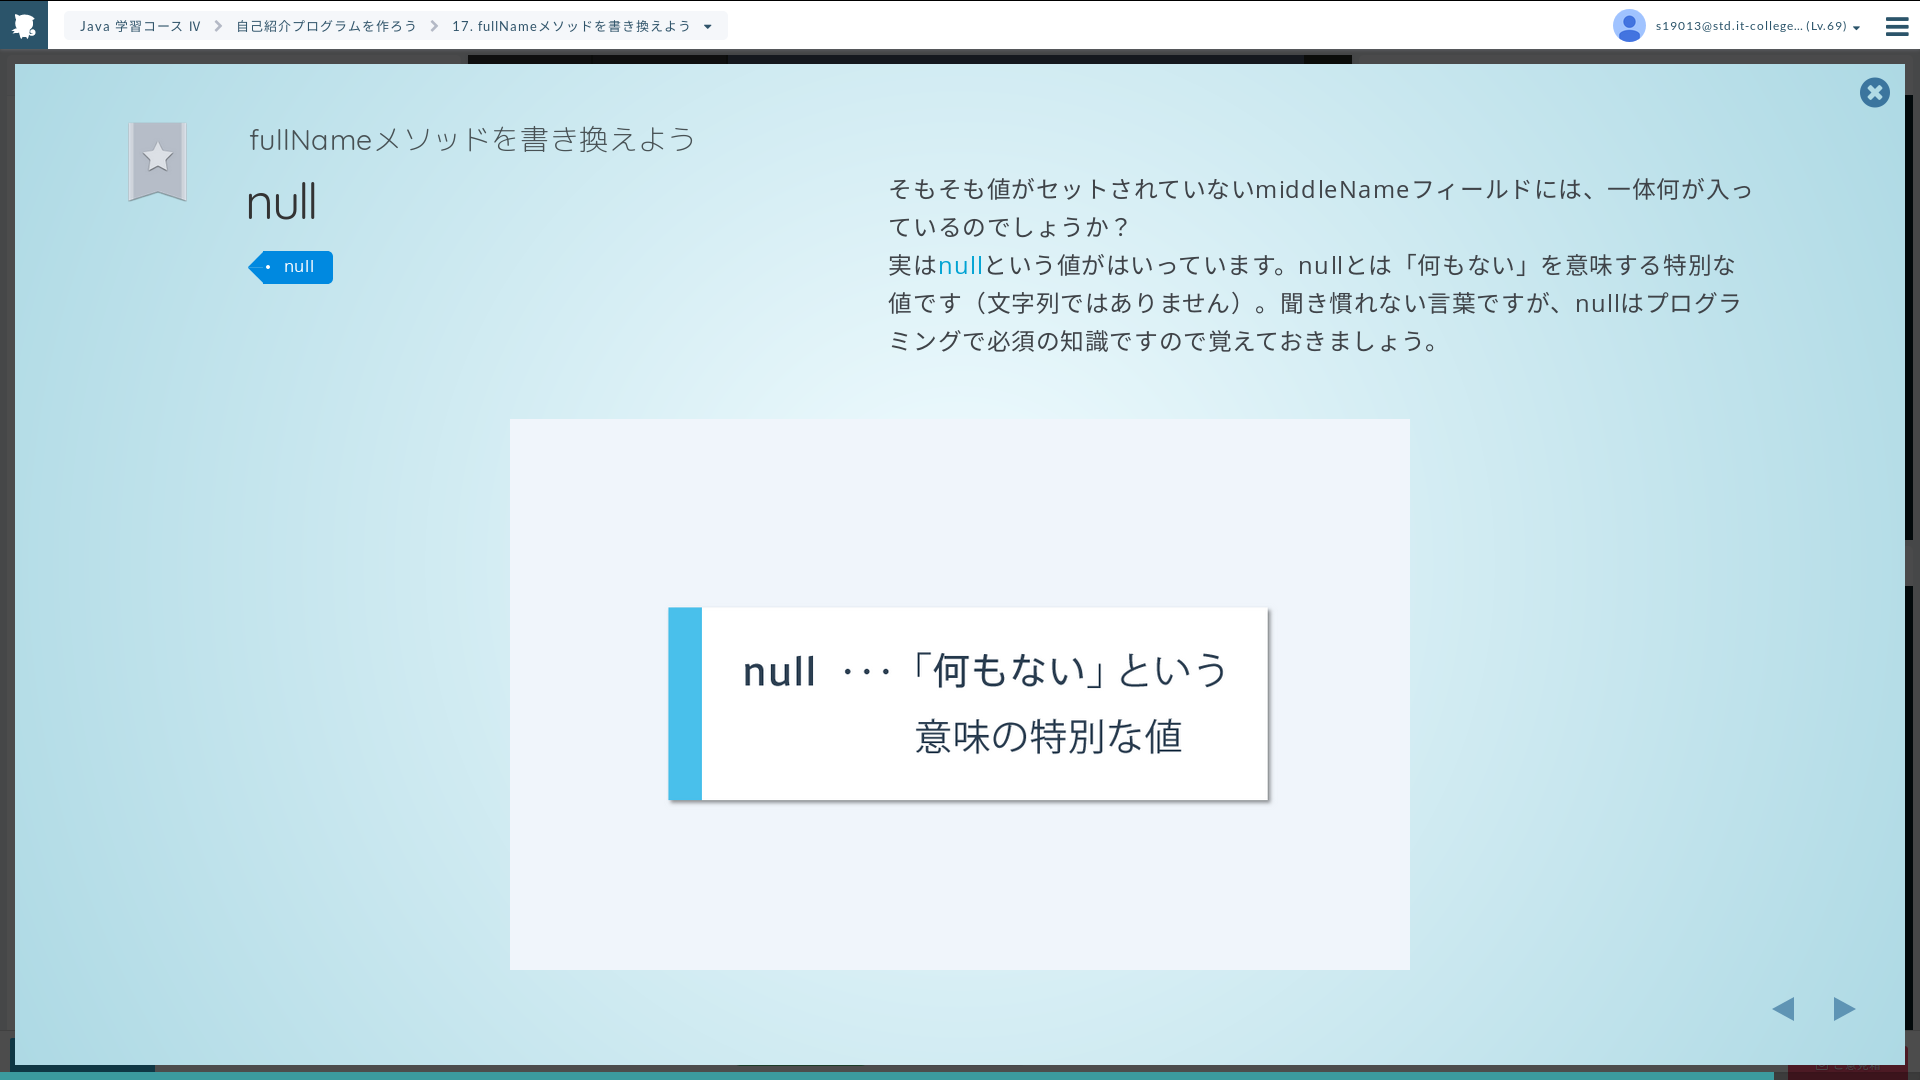 Java 学習コース Ⅳ
自己紹介プログラムを作ろう
17. fullNameメソッドを書き換えよう
s19013@std.it-college... (Lv.69)
fullNameメソッドを書き換えよう
null
null
そもそも値がセットされていないmiddleNameフィールドには、一体何が入っ
ているのでしょうか？
実はnullという値がはいっています。nullとは「何もない」を意味する特別な
値です（文字列ではありません）。聞き慣れない言葉ですが、nullはプログラ
ミングで必須の知識ですので覚えておきましょう。
null ･･･「何もない」という
意味の特別な値